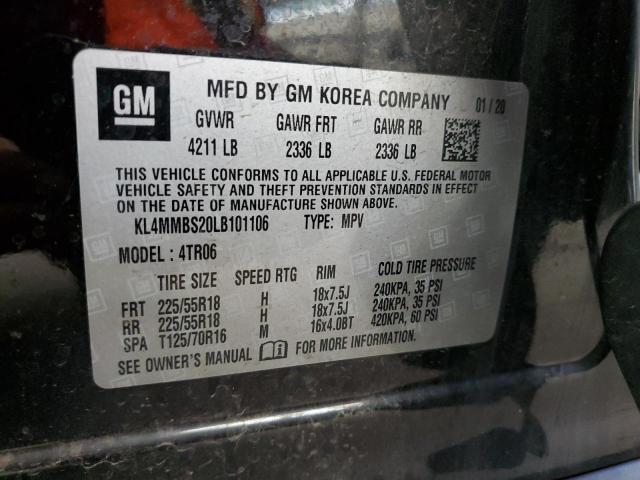 GM
MFD BY GM KOREA COMPANY 01/20
GVWR GAWR FRT GAWR RR
4211 LB 2336 LB 2336 LB
THIS VEHICLE CONFORMS TO ALL APPLICABLE U.S. FEDERAL MOTOR
VEHICLE SAFETY AND THEFT PREVENTION STANDARDS IN EFFECT
ON THE DATE OF MANUFACTURE SHOWN ABOVE.
KL4MMBS20LB101106 TYPE: MPV
MODEL : 4TR06
TIRE SIZE SPEED RTG RIM COLD TIRE PRESSURE
FRT 225/55R18 H 18x7.5J 240KPA, 35 PSI
RR 225/55R18 H 18x7.5J 240KPA, 35 PSI
SPA T125/70R16 M 16x4.0BT 420KPA, 60 PSI
SEE OWNER'S MANUAL FOR MORE INFORMATION.